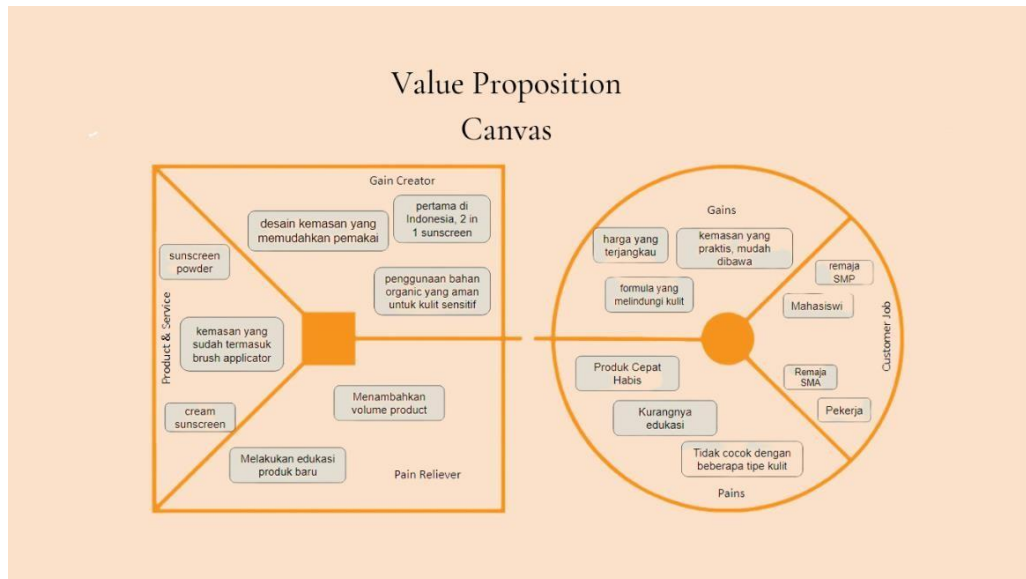 Value Proposition
Canvas
Gain Creator
desain kemasan yang
memudahkan pemakai
pertama di
Indonesia, 2 in
1 sunscreen
penggunaan bahan
organic yang aman
untuk kulit sensitif
Product & Service
sunscreen
powder
kemasan yang
sudah termasuk
brush applicator
cream
sunscreen
Menambahkan
volume product
Melakukan edukasi
produk baru
Pain Reliever
Gains
harga yang
terjangkau
kemasan yang
praktis, mudah
dibawa
formula yang
melindungi kulit
Customer Job
remaja
SMP
Mahasiswi
Remaja
SMA
Pekerja
Produk Cepat
Habis
Kurangnya
edukasi
Tidak cocok dengan
beberapa tipe kulit
Pains